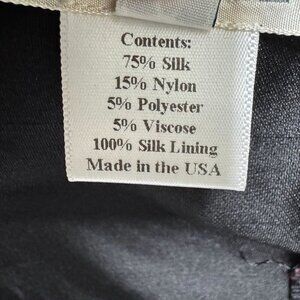 Contents:
75% Silk
15% Nylon
5% Polyester
5% Viscose
100% Silk Lining
Made in the USA